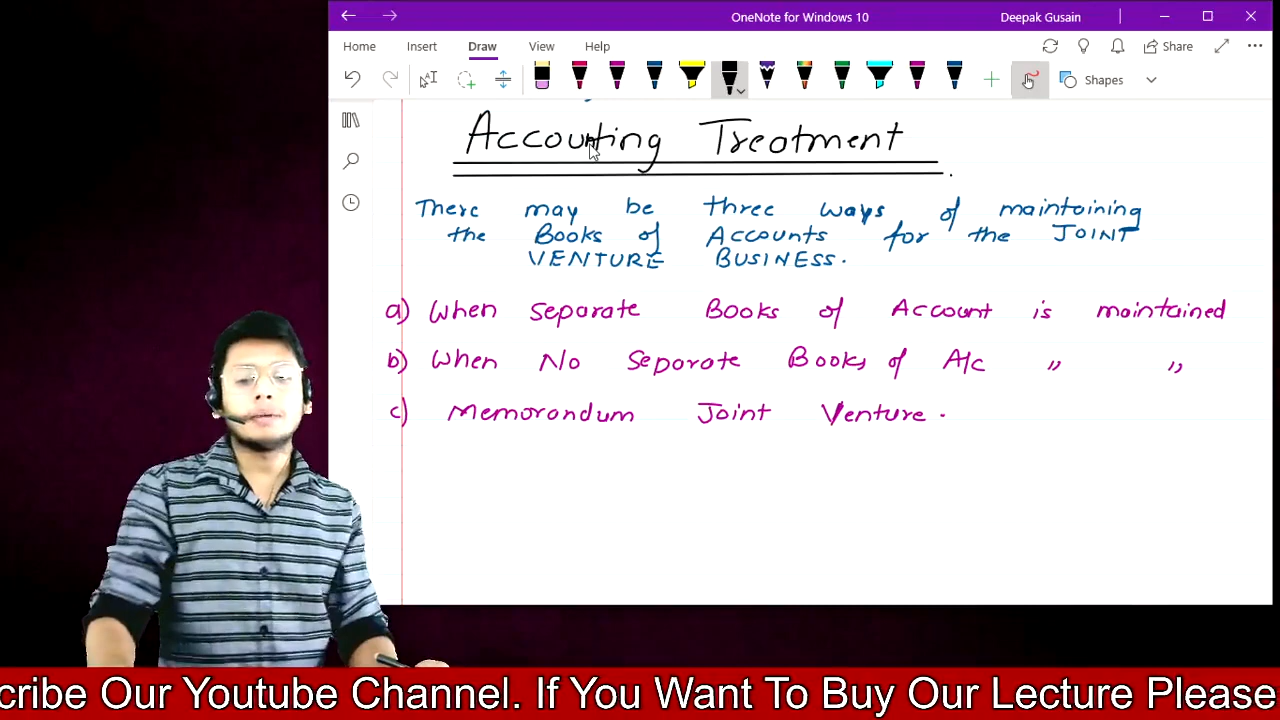 OneNote for Windows 10
Deepak Gusain
Home Insert Draw View Help
Share
Shapes
Accounting Treatment
There may be three ways of maintaining
the Books of Accounts for the JOINT
VENTURE BUSINESS.
a) When Separate Books of Account is maintained
b) When No Separate Books of A/c " "
c) Memorandum Joint Venture.
cribe Our Youtube Channel. If You Want To Buy Our Lecture Please